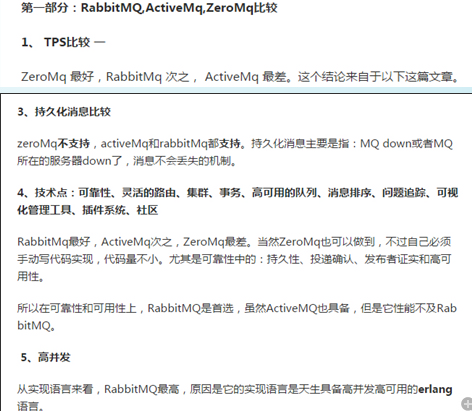 第一部分：RabbitMQ,ActiveMq,ZeroMq比较
1、 TPS比较 一
ZeroMq 最好，RabbitMq 次之， ActiveMq 最差。这个结论来自于以下这篇文章。
3、持久化消息比较
zeroMq不支持，activeMq和rabbitMq都支持。持久化消息主要是指：MQ down或者MQ
所在的服务器down了，消息不会丢失的机制。
4、技术点：可靠性、灵活的路由、集群、事务、高可用的队列、消息排序、问题追踪、可视
化管理工具、插件系统、社区
RabbitMq最好，ActiveMq次之，ZeroMq最差。当然ZeroMq也可以做到，不过自己必须
手动写代码实现，代码量不小。尤其是可靠性中的：持久性、投递确认、发布者证实和高可
用性。
所以在可靠性和可用性上，RabbitMQ是首选，虽然ActiveMQ也具备，但是它性能不及Rab
bitMQ。
5、高并发
从实现语言来看，RabbitMQ最高，原因是它的实现语言是天生具备高并发高可用的erlang
语言。